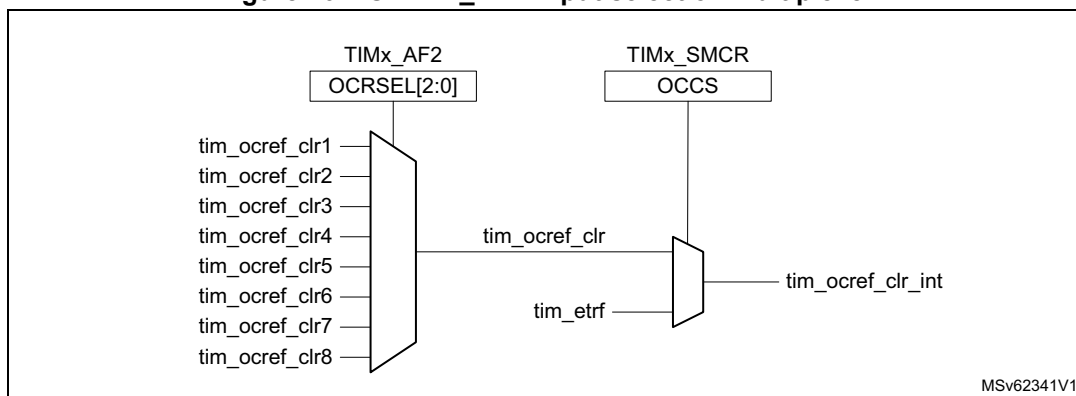 TIMx_AF2
TIMx_SMCR
OCRSEL[2:0]
OCCS
tim_ocref_clr1
tim_ocref_clr2
tim_ocref_clr3
tim_ocref_clr4
tim_ocref_clr5
tim_ocref_clr6
tim_ocref_clr7
tim_ocref_clr8
tim_ocref_clr
tim_etrf
tim_ocref_clr_int
MSv62341V1